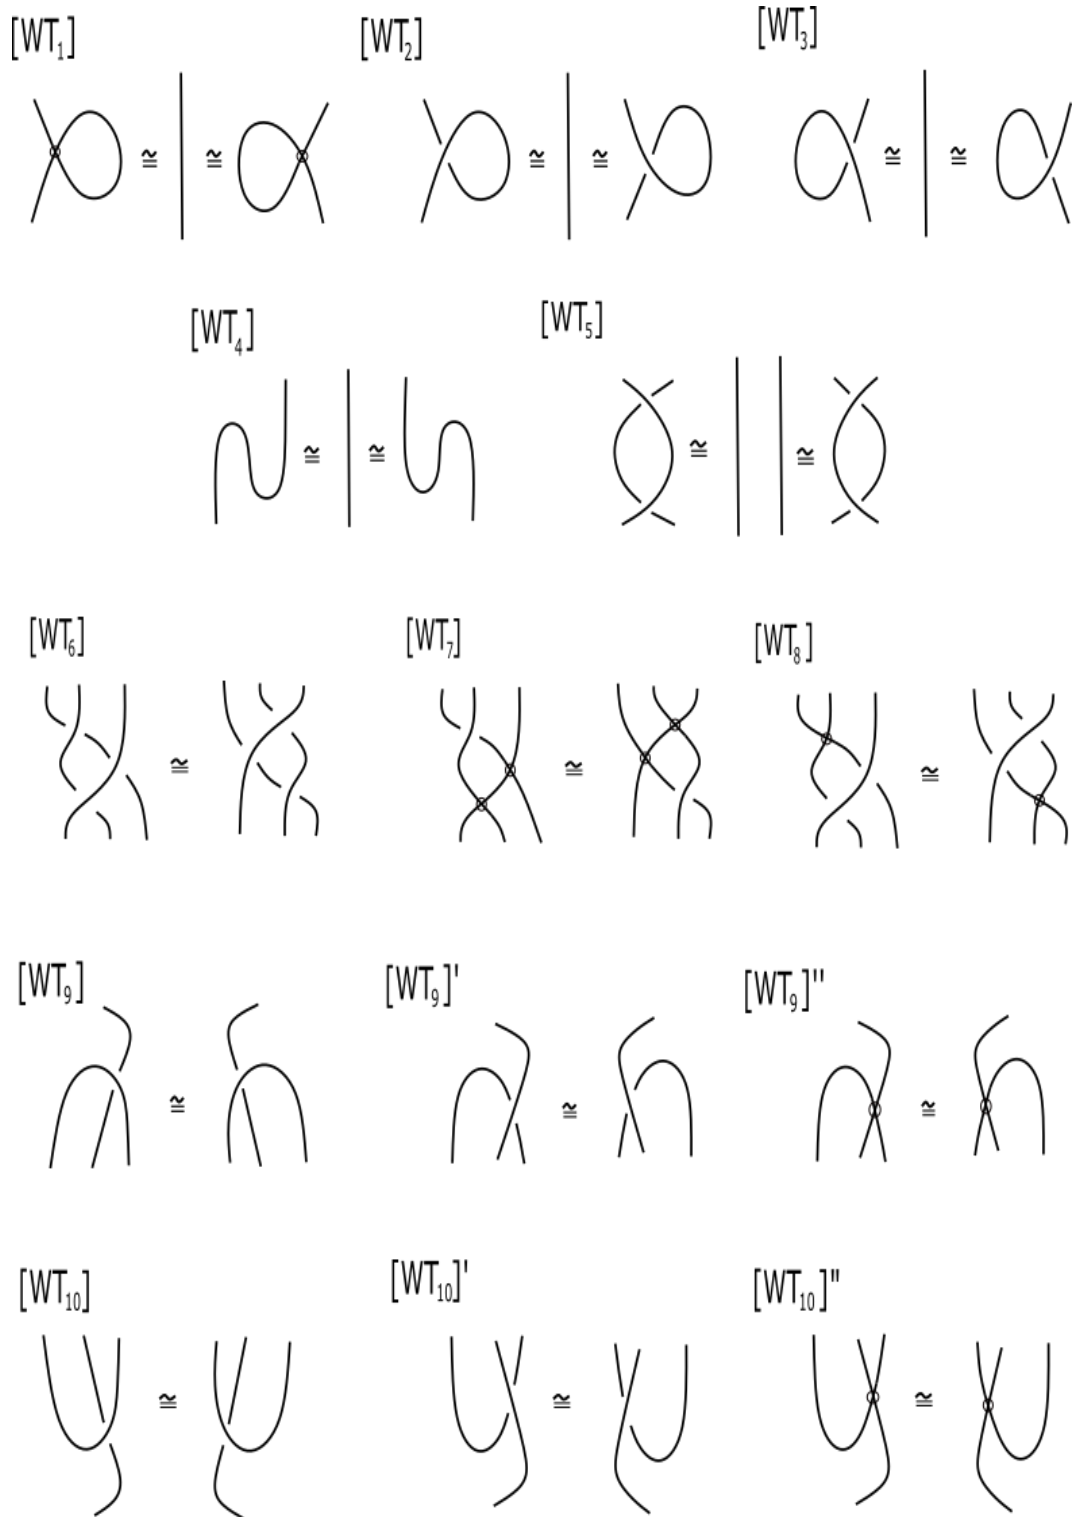 [WT₁] [WT₂] [WT₃]
≅ ≅ ≅ ≅ ≅ ≅
[WT₄] [WT₅]
≅ ≅ ≅ ≅
[WT₆] [WT₇] [WT₈]
≅ ≅ ≅
[WT₉] [WT₉]' [WT₉]''
≅ ≅ ≅
[WT₁₀] [WT₁₀]' [WT₁₀]''
≅ ≅ ≅